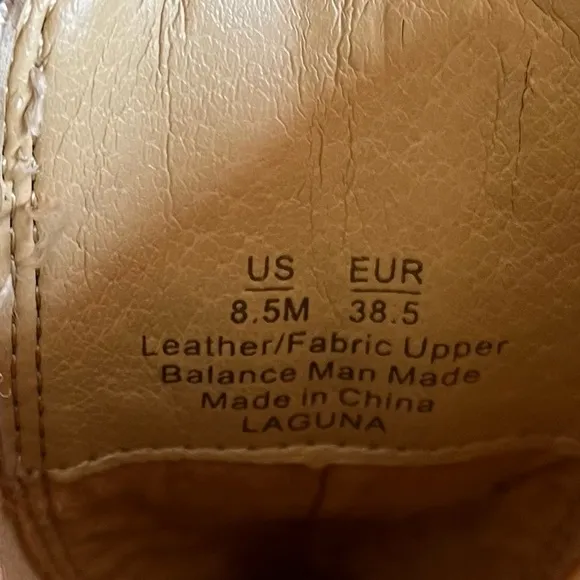 US EUR
8.5M 38.5
Leather/Fabric Upper
Balance Man Made
Made in China
LAGUNA